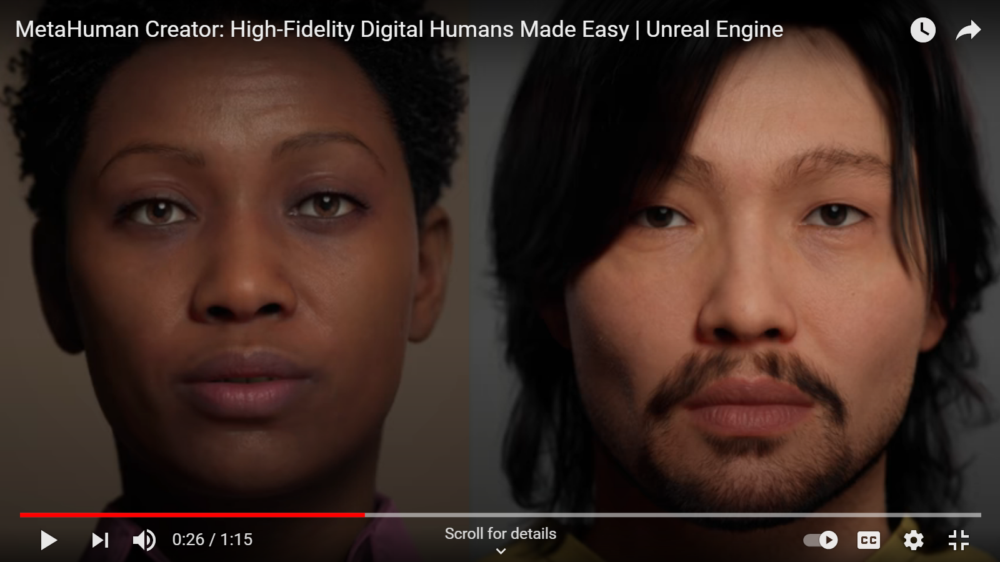 MetaHuman Creator: High-Fidelity Digital Humans Made Easy | Unreal Engine
0:26 / 1:15
Scroll for details
CC